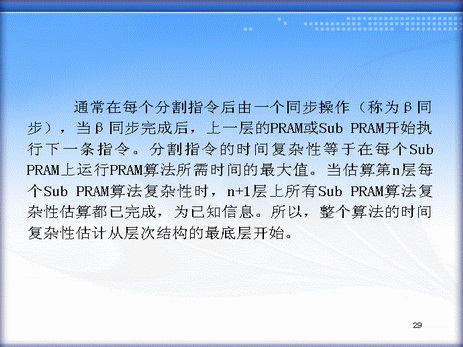 通常在每个分割指令后由一个同步操作（称为β同
步），当β同步完成后，上一层的PRAM或Sub PRAM开始执
行下一条指令。分割指令的时间复杂性等于在每个Sub
PRAM上运行PRAM算法所需时间的最大值。当估算第n层每
个Sub PRAM算法复杂性时，n+1层上所有Sub PRAM算法复
杂性估算都已完成，为已知信息。所以，整个算法的时间
复杂性估计从层次结构的最底层开始。
29